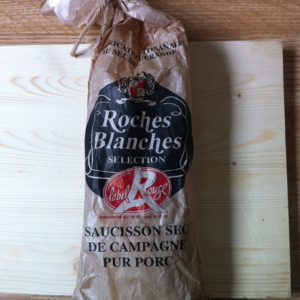 Roches
Blanches
SELECTION
Label Rouge
SAUCISSON SEC
DE CAMPAGNE
PUR PORC